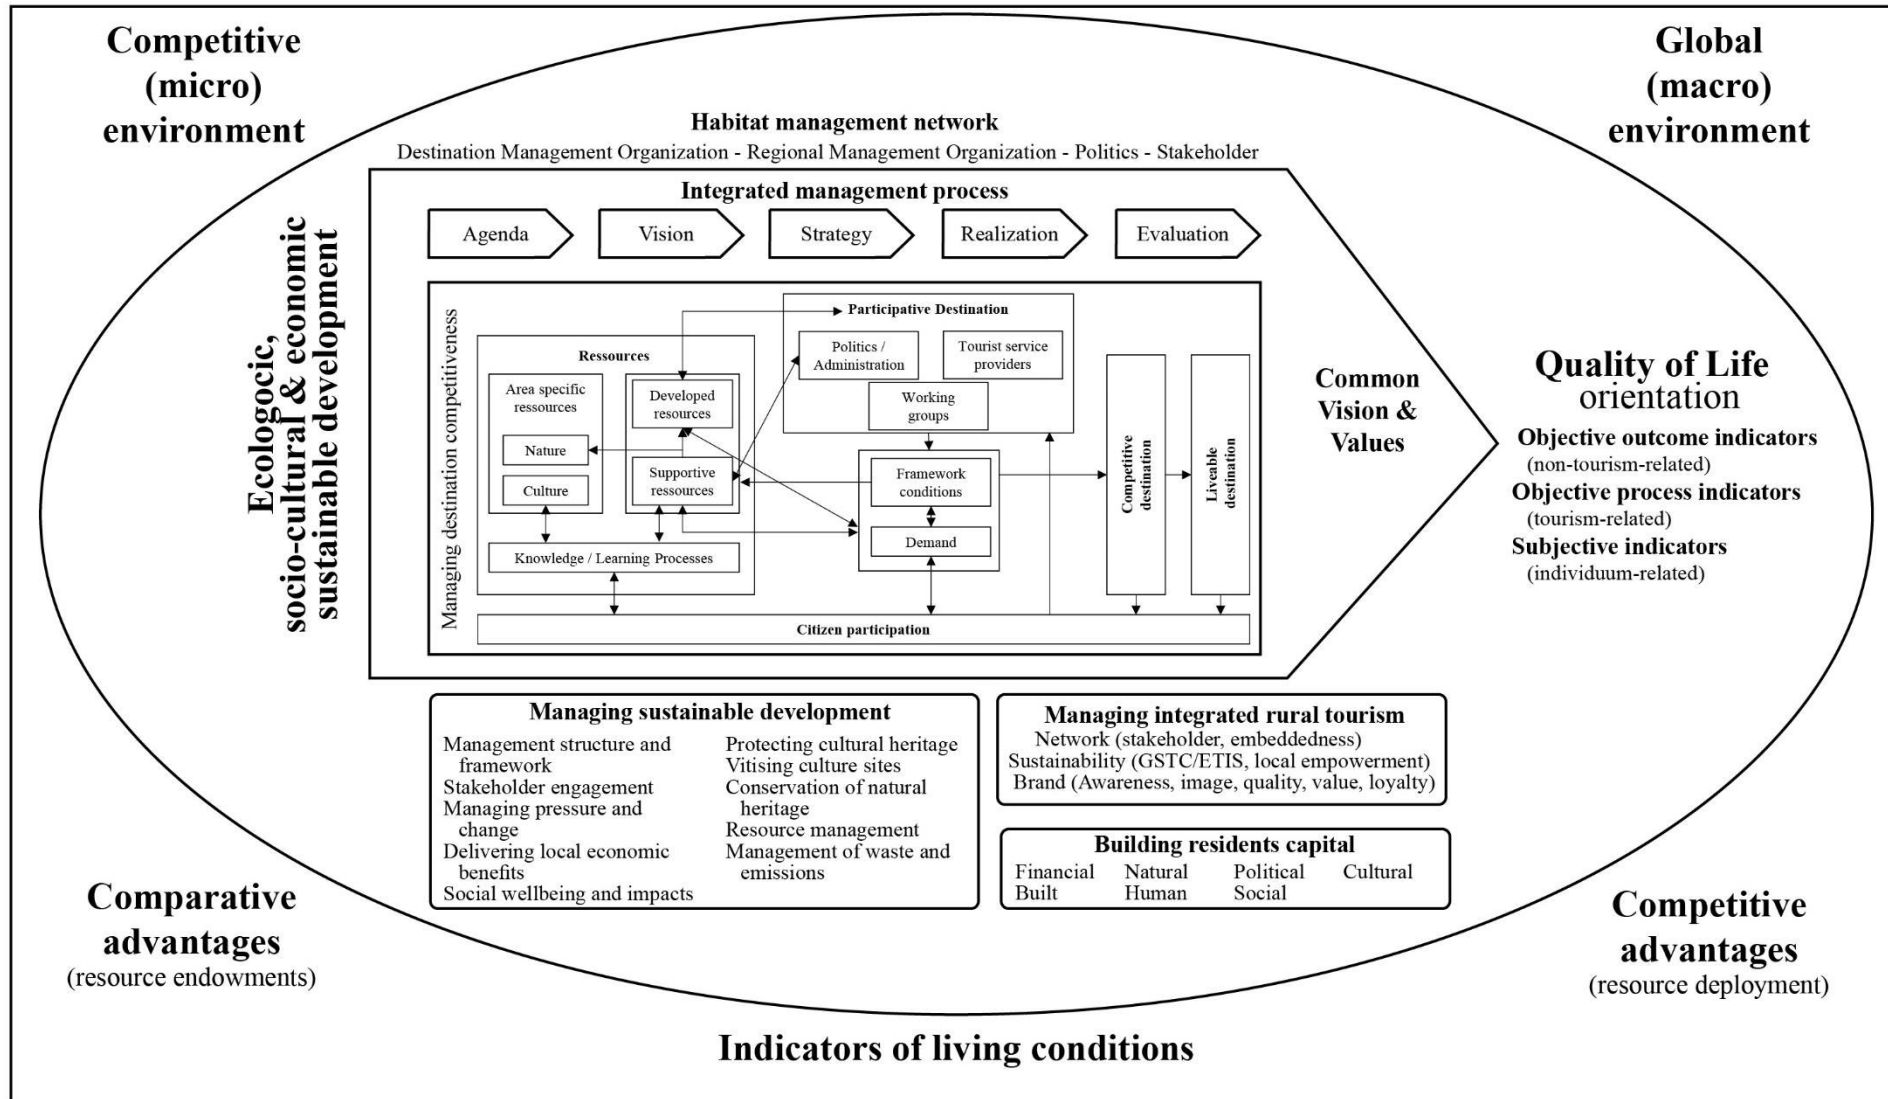 Competitive
(micro)
environment
Global
(macro)
environment
Habitat management network
Destination Management Organization - Regional Management Organization - Politics - Stakeholder
Integrated management process
Agenda
Vision
Strategy
Realization
Evaluation
Ecologocic,
socio-cultural & economic
sustainable development
Managing destination competitiveness
Ressources
Area specific
ressources
Nature
Culture
Developed
resources
Supportive
ressources
Knowledge / Learning Processes
Participative Destination
Politics /
Administration
Tourist service
providers
Working
groups
Framework
conditions
Demand
Competitive
destination
Liveable
destination
Citizen participation
Common
Vision &
Values
Quality of Life
orientation
Objective outcome indicators
(non-tourism-related)
Objective process indicators
(tourism-related)
Subjective indicators
(individuum-related)
Managing sustainable development
Management structure and
framework
Stakeholder engagement
Managing pressure and
change
Delivering local economic
benefits
Social wellbeing and impacts
Protecting cultural heritage
Vitising culture sites
Conservation of natural
heritage
Resource management
Management of waste and
emissions
Managing integrated rural tourism
Network (stakeholder, embeddedness)
Sustainability (GSTC/ETIS, local empowerment)
Brand (Awareness, image, quality, value, loyalty)
Building residents capital
Financial Natural Political Cultural
Built Human Social
Comparative
advantages
(resource endowments)
Competitive
advantages
(resource deployment)
Indicators of living conditions